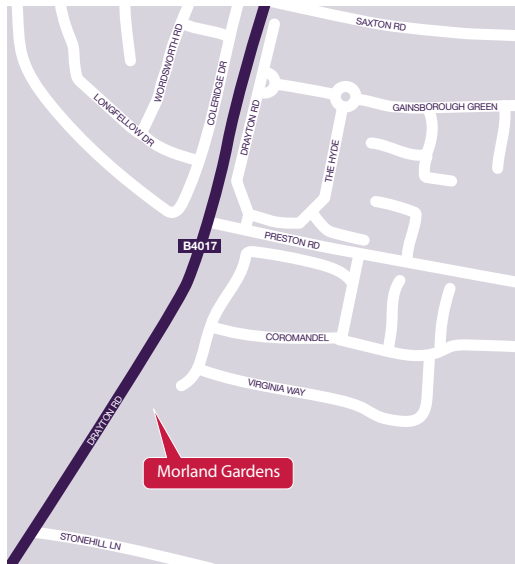 SAXTON RD
WORDSWORTH RD
COLERIDGE DR
LONGFELLOW DR
DRAYTON RD
GAINSBOROUGH GREEN
THE HYDE
PRESTON RD
B4017
COROMANDEL
VIRGINIA WAY
DRAYTON RD
Morland Gardens
STONEHILL LN